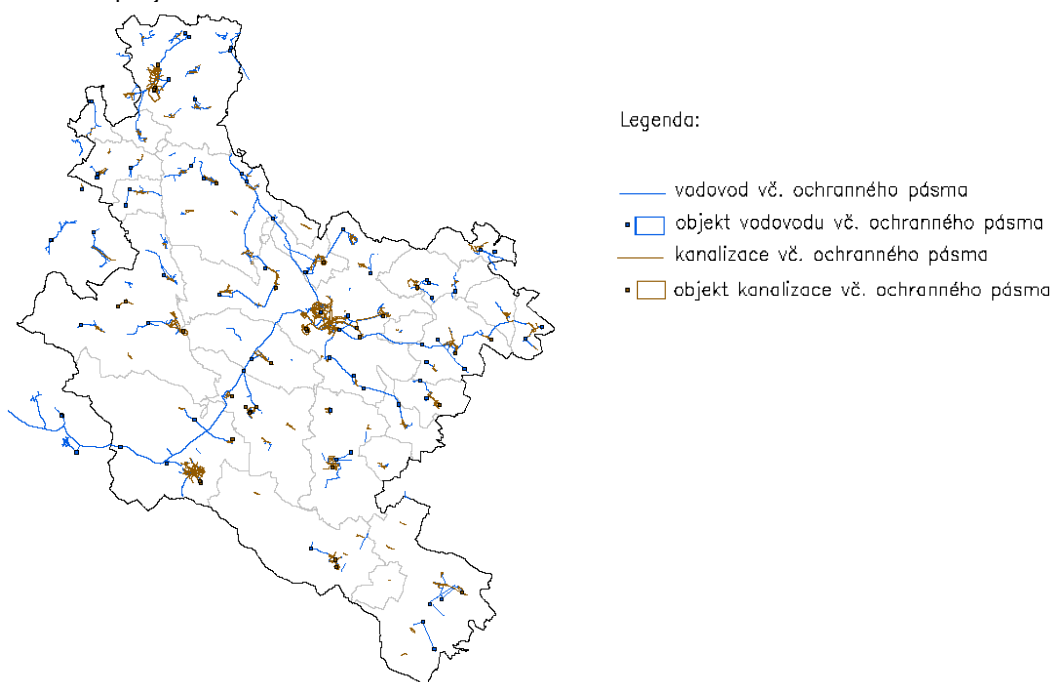 Legenda:
vodovod vč. ochranného pásma
objekt vodovodu vč. ochranného pásma
kanalizace vč. ochranného pásma
objekt kanalizace vč. ochranného pásma